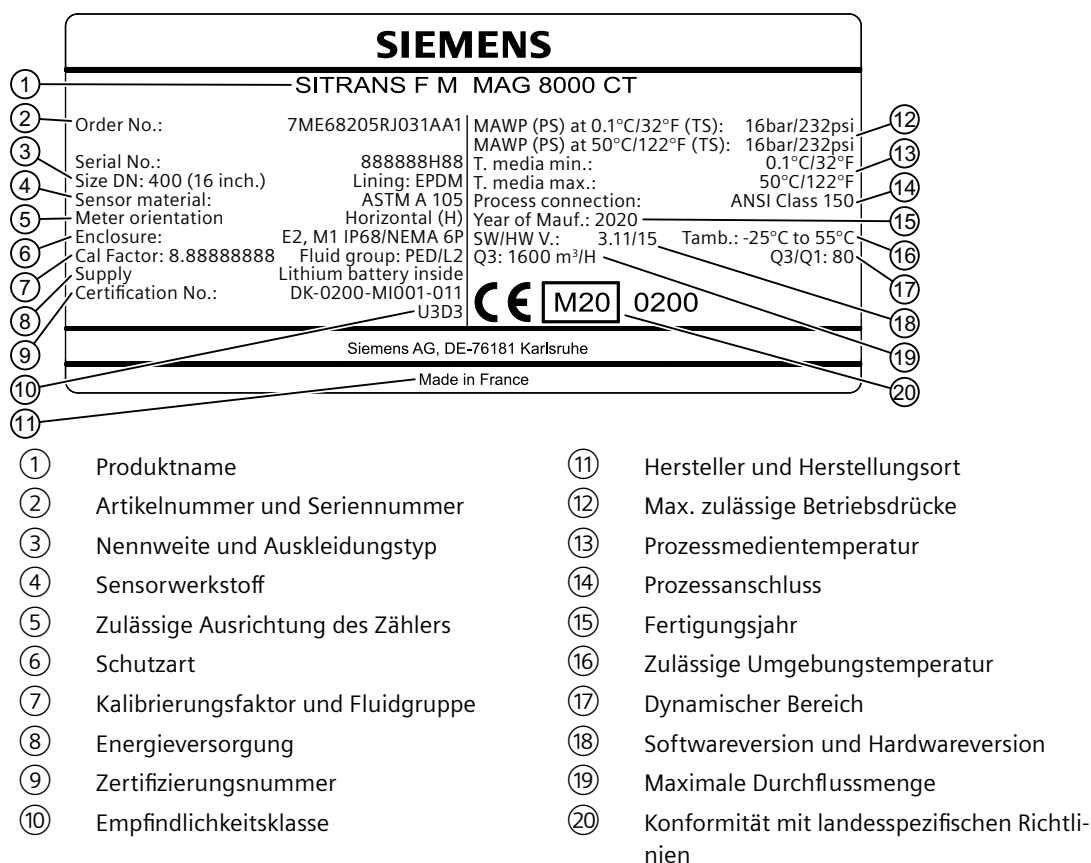 SIEMENS
① SITRANS F M MAG 8000 CT
② Order No.: 7ME68205RJ031AA1
③ Serial No.: 888888H88
Size DN: 400 (16 inch.) Lining: EPDM
④ Sensor material: ASTM A 105
⑤ Meter orientation Horizontal (H)
⑥ Enclosure: E2, M1 IP68/NEMA 6P
⑦ Cal Factor: 8.88888888 Fluid group: PED/L2
⑧ Supply Lithium battery inside
⑨ Certification No.: DK-0200-MI001-011
⑩ U3D3
MAWP (PS) at 0.1°C/32°F (TS): 16bar/232psi ⑫
MAWP (PS) at 50°C/122°F (TS): 16bar/232psi
T. media min.: 0.1°C/32°F ⑬
T. media max.: 50°C/122°F
Process connection: ANSI Class 150 ⑭
Year of Mauf.: 2020 ⑮
SW/HW V.: 3.11/15 Tamb.: -25°C to 55°C ⑯
Q3: 1600 m³/H Q3/Q1: 80 ⑰
⑱
CE M20 0200
⑲
Siemens AG, DE-76181 Karlsruhe
⑳
Made in France
⑪
① Produktname
② Artikelnummer und Seriennummer
③ Nennweite und Auskleidungstyp
④ Sensorwerkstoff
⑤ Zulässige Ausrichtung des Zählers
⑥ Schutzart
⑦ Kalibrierungsfaktor und Fluidgruppe
⑧ Energieversorgung
⑨ Zertifizierungsnummer
⑩ Empfindlichkeitsklasse
⑪ Hersteller und Herstellungsort
⑫ Max. zulässige Betriebsdrücke
⑬ Prozessmedientemperatur
⑭ Prozessanschluss
⑮ Fertigungsjahr
⑯ Zulässige Umgebungstemperatur
⑰ Dynamischer Bereich
⑱ Softwareversion und Hardwareversion
⑲ Maximale Durchflussmenge
⑳ Konformität mit landesspezifischen Richtli-
nien